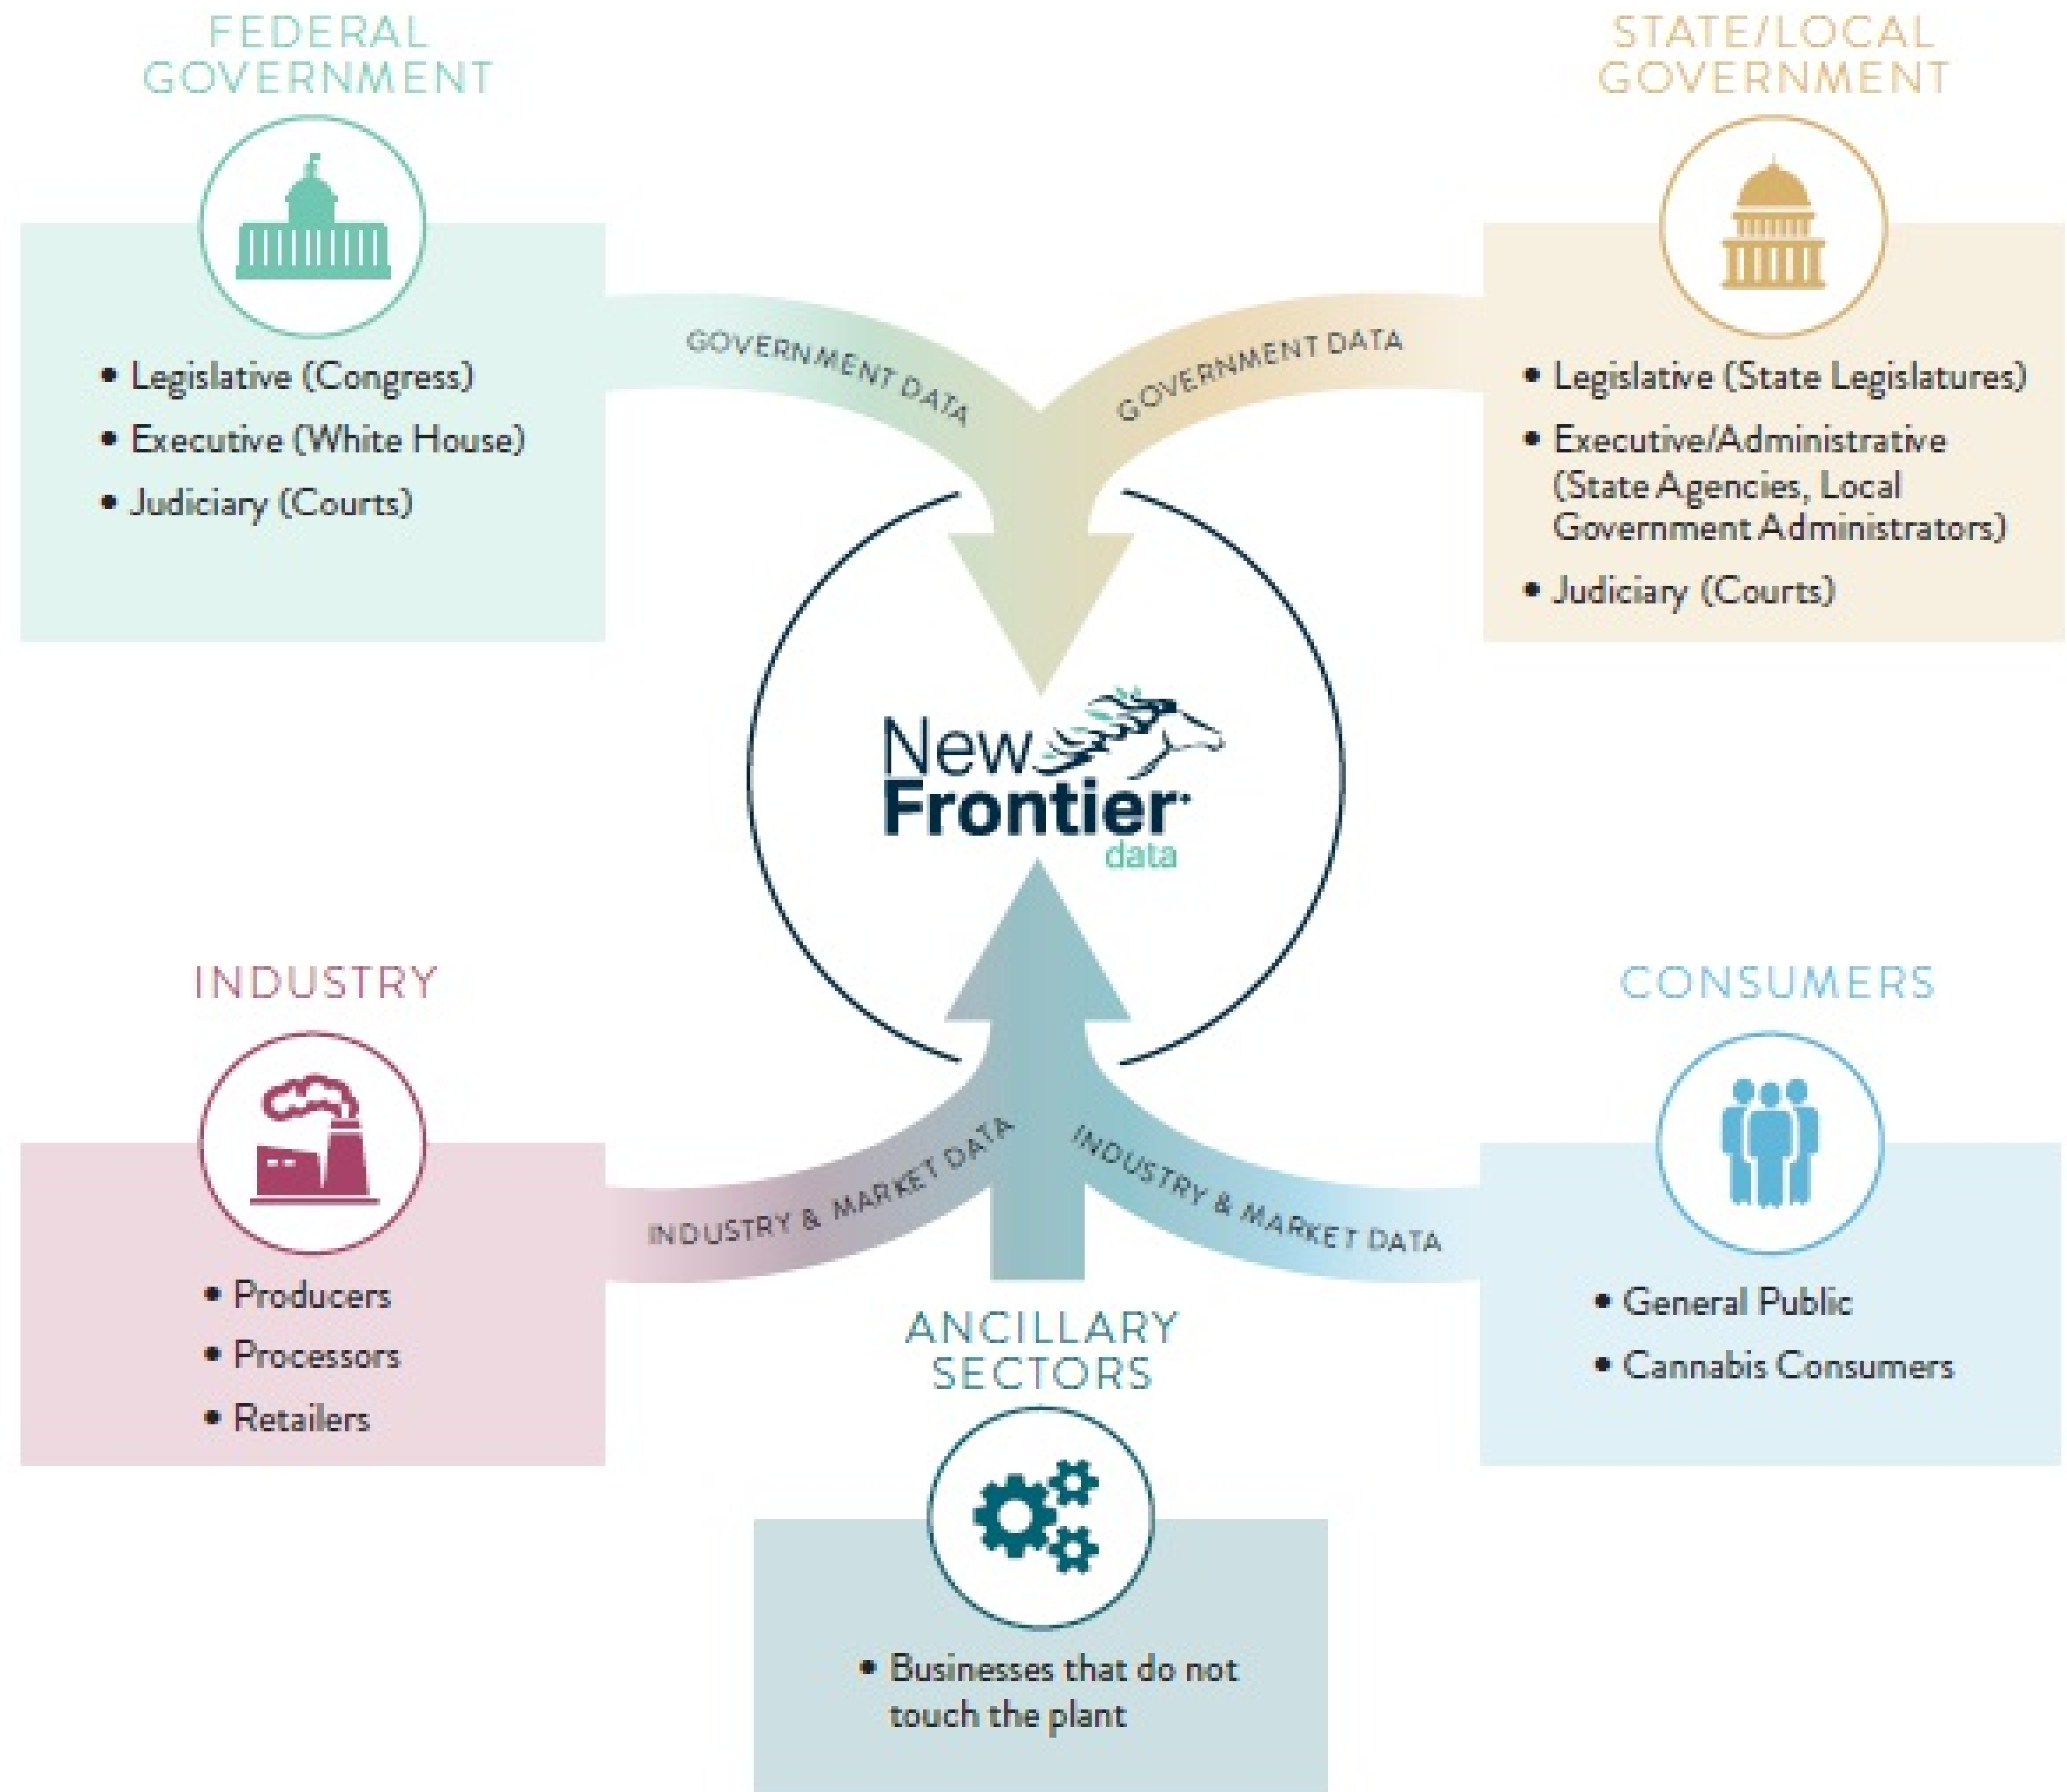 FEDERAL
GOVERNMENT
• Legislative (Congress)
• Executive (White House)
• Judiciary (Courts)
STATE/LOCAL
GOVERNMENT
• Legislative (State Legislatures)
• Executive/Administrative
(State Agencies, Local
Government Administrators)
• Judiciary (Courts)
GOVERNMENT DATA
GOVERNMENT DATA
New
Frontier
data
INDUSTRY
• Producers
• Processors
• Retailers
INDUSTRY & MARKET DATA
INDUSTRY & MARKET DATA
CONSUMERS
• General Public
• Cannabis Consumers
ANCILLARY
SECTORS
• Businesses that do not
touch the plant